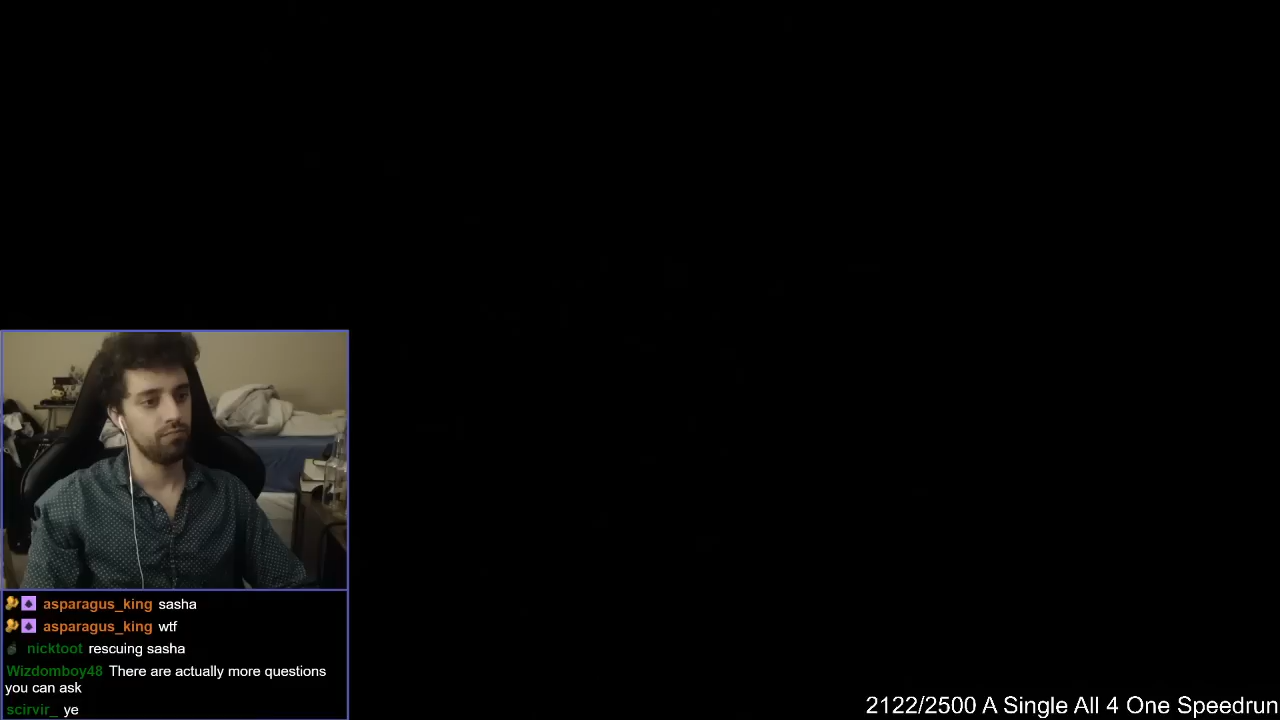 asparagus_king sasha
asparagus_king wtf
nicktoot rescuing sasha
Wizdomboy48 There are actually more questions
you can ask
scirvir_ ye
2122/2500 A Single All 4 One Speedrun